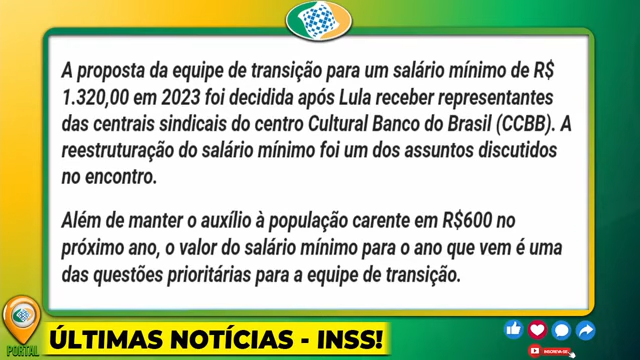 A proposta da equipe de transição para um salário mínimo de R$
1.320,00 em 2023 foi decidida após Lula receber representantes
das centrais sindicais do centro Cultural Banco do Brasil (CCBB). A
reestruturação do salário mínimo foi um dos assuntos discutidos
no encontro.
Além de manter o auxílio à população carente em R$600 no
próximo ano, o valor do salário mínimo para o ano que vem é uma
das questões prioritárias para a equipe de transição.
PORTAL
ÚLTIMAS NOTÍCIAS - INSS!
INSCREVA-SE